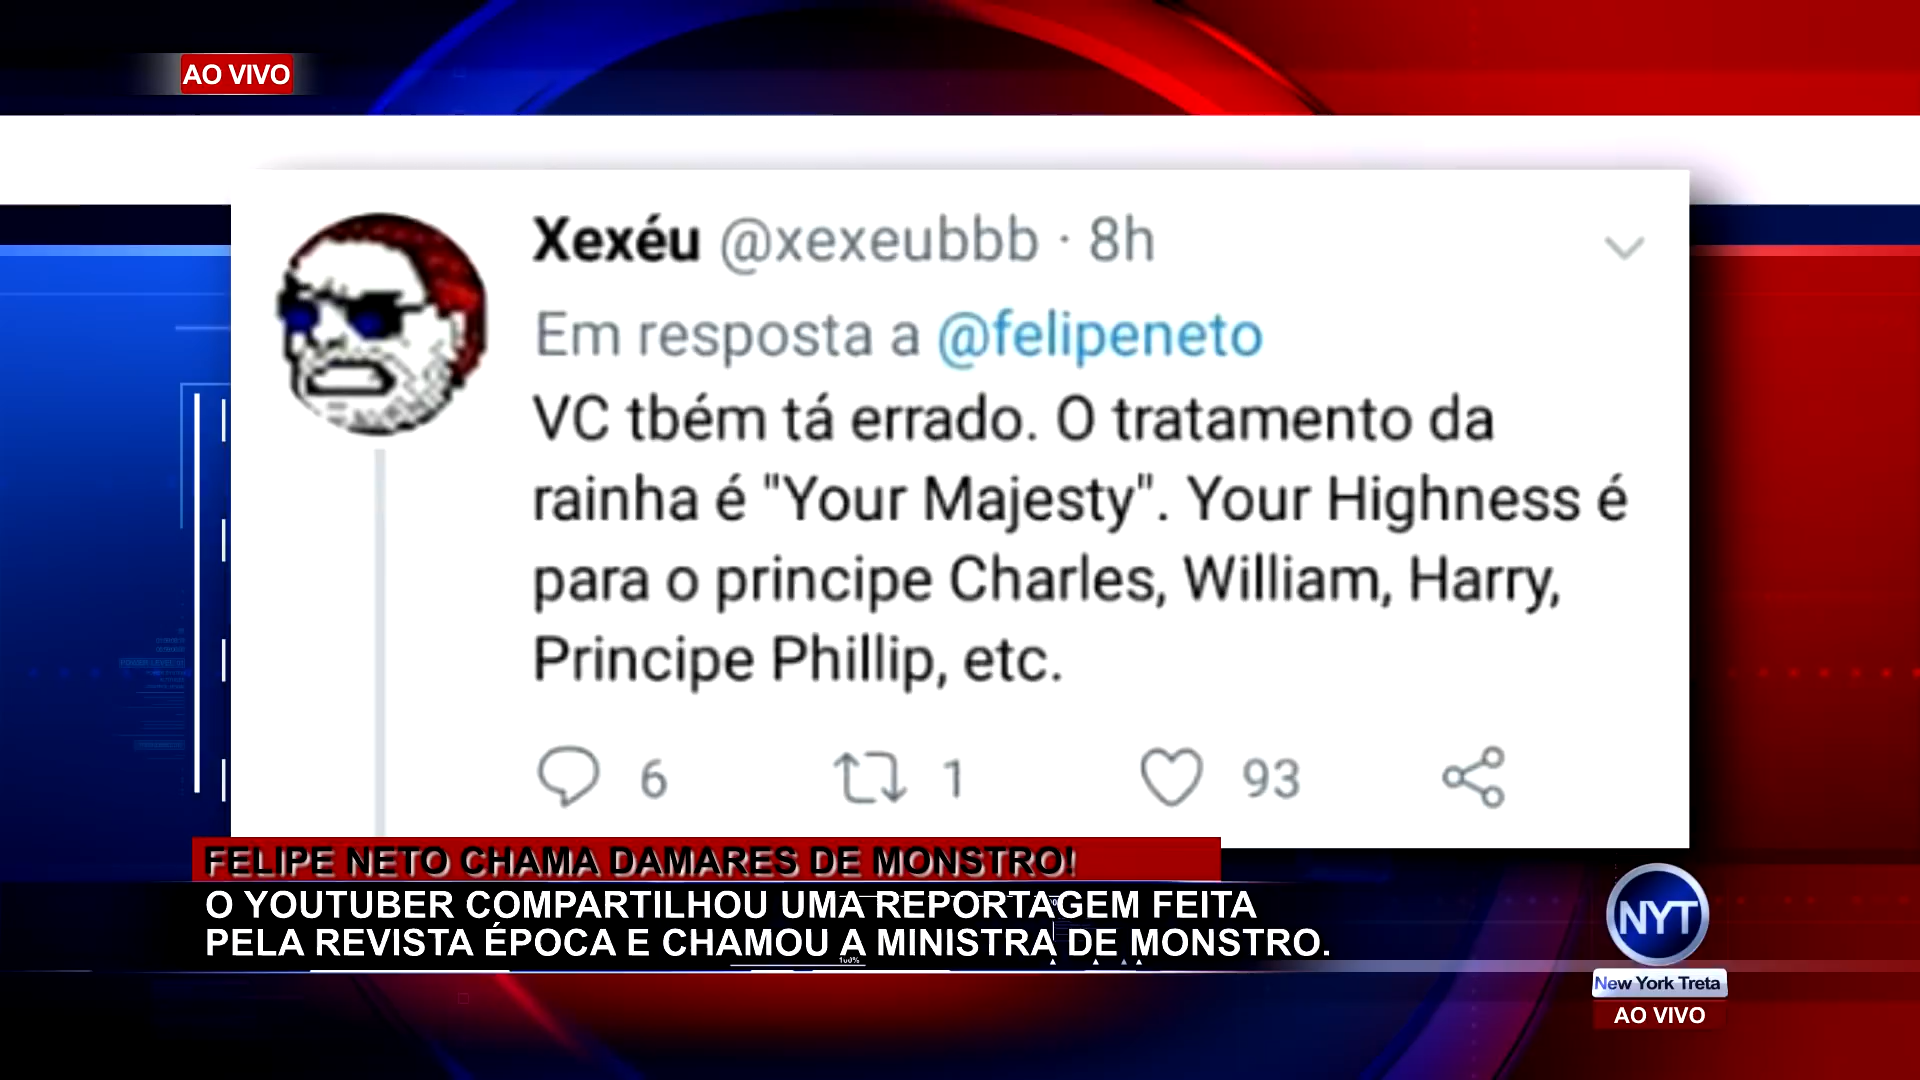 AO VIVO
Xexéu @xexeubbb · 8h
Em resposta a @felipeneto
VC tbém tá errado. O tratamento da
rainha é "Your Majesty". Your Highness é
para o principe Charles, William, Harry,
Principe Phillip, etc.
6 1 93
FELIPE NETO CHAMA DAMARES DE MONSTRO!
O YOUTUBER COMPARTILHOU UMA REPORTAGEM FEITA
PELA REVISTA ÉPOCA E CHAMOU A MINISTRA DE MONSTRO.
NYT
New York Treta
AO VIVO